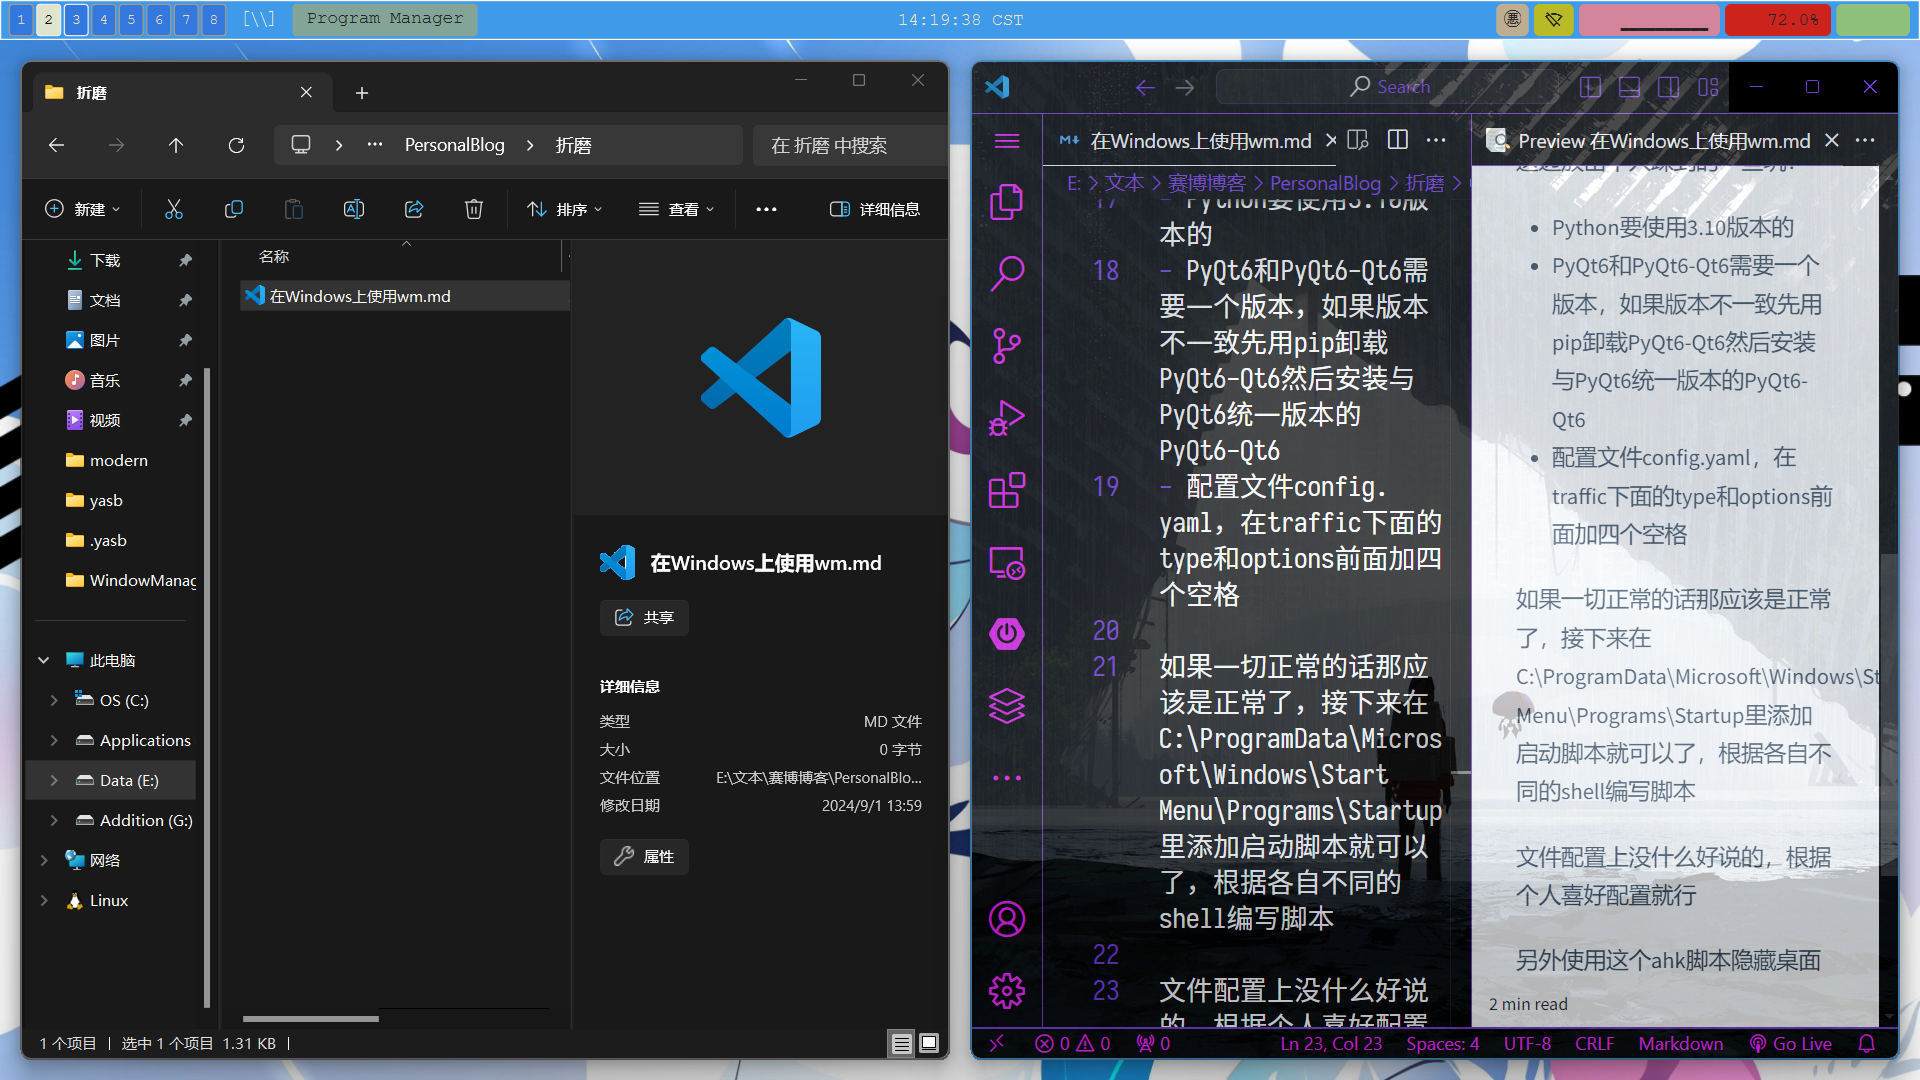 1 2 3 4 5 6 7 8 [\\] Program Manager 14:19:38 CST 悪 72.0%
折磨
PersonalBlog 折磨 在 折磨 中搜索
新建 排序 查看 详细信息
下载
文档
图片
音乐
视频
modern
yasb
.yasb
WindowManag
此电脑
OS (C:)
Applications
Data (E:)
Addition (G:)
网络
Linux
名称
在Windows上使用wm.md
在Windows上使用wm.md
共享
详细信息
类型 MD 文件
大小 0 字节
文件位置 E:\文本\赛博博客\PersonalBlo...
修改日期 2024/9/1 13:59
属性
1 个项目 选中 1 个项目 1.31 KB
Search
在Windows上使用wm.md
E: 文本 赛博博客 PersonalBlog 折磨
17 - Python要使用3.10版
本的
18 - PyQt6和PyQt6-Qt6需
要一个版本，如果版本
不一致先用pip卸载
PyQt6-Qt6然后安装与
PyQt6统一版本的
PyQt6-Qt6
19 - 配置文件config.
yaml，在traffic下面的
type和options前面加四
个空格
20
21 如果一切正常的话那应
该是正常了，接下来在
C:\ProgramData\Micros
oft\Windows\Start
Menu\Programs\Startup
里添加启动脚本就可以
了，根据各自不同的
shell编写脚本
22
23 文件配置上没什么好说
的，根据个人喜好配置
Preview 在Windows上使用wm.md
• Python要使用3.10版本的
• PyQt6和PyQt6-Qt6需要一个
版本，如果版本不一致先用
pip卸载PyQt6-Qt6然后安装
与PyQt6统一版本的PyQt6-
Qt6
• 配置文件config.yaml，在
traffic下面的type和options前
面加四个空格
如果一切正常的话那应该是正常
了，接下来在
C:\ProgramData\Microsoft\Windows\St
Menu\Programs\Startup里添加
启动脚本就可以了，根据各自不
同的shell编写脚本
文件配置上没什么好说的，根据
个人喜好配置就行
另外使用这个ahk脚本隐藏桌面
2 min read
0 0 0 Ln 23, Col 23 Spaces: 4 UTF-8 CRLF Markdown Go Live